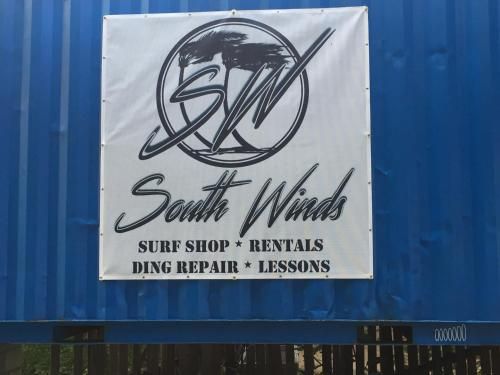 SW
South Winds
SURF SHOP ★ RENTALS
DING REPAIR ★ LESSONS